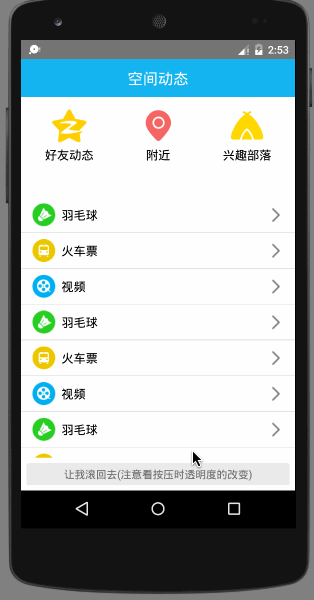 2:53
空间动态
好友动态 附近 兴趣部落
羽毛球
火车票
视频
羽毛球
火车票
视频
羽毛球
让我滚回去(注意看按压时透明度的改变)